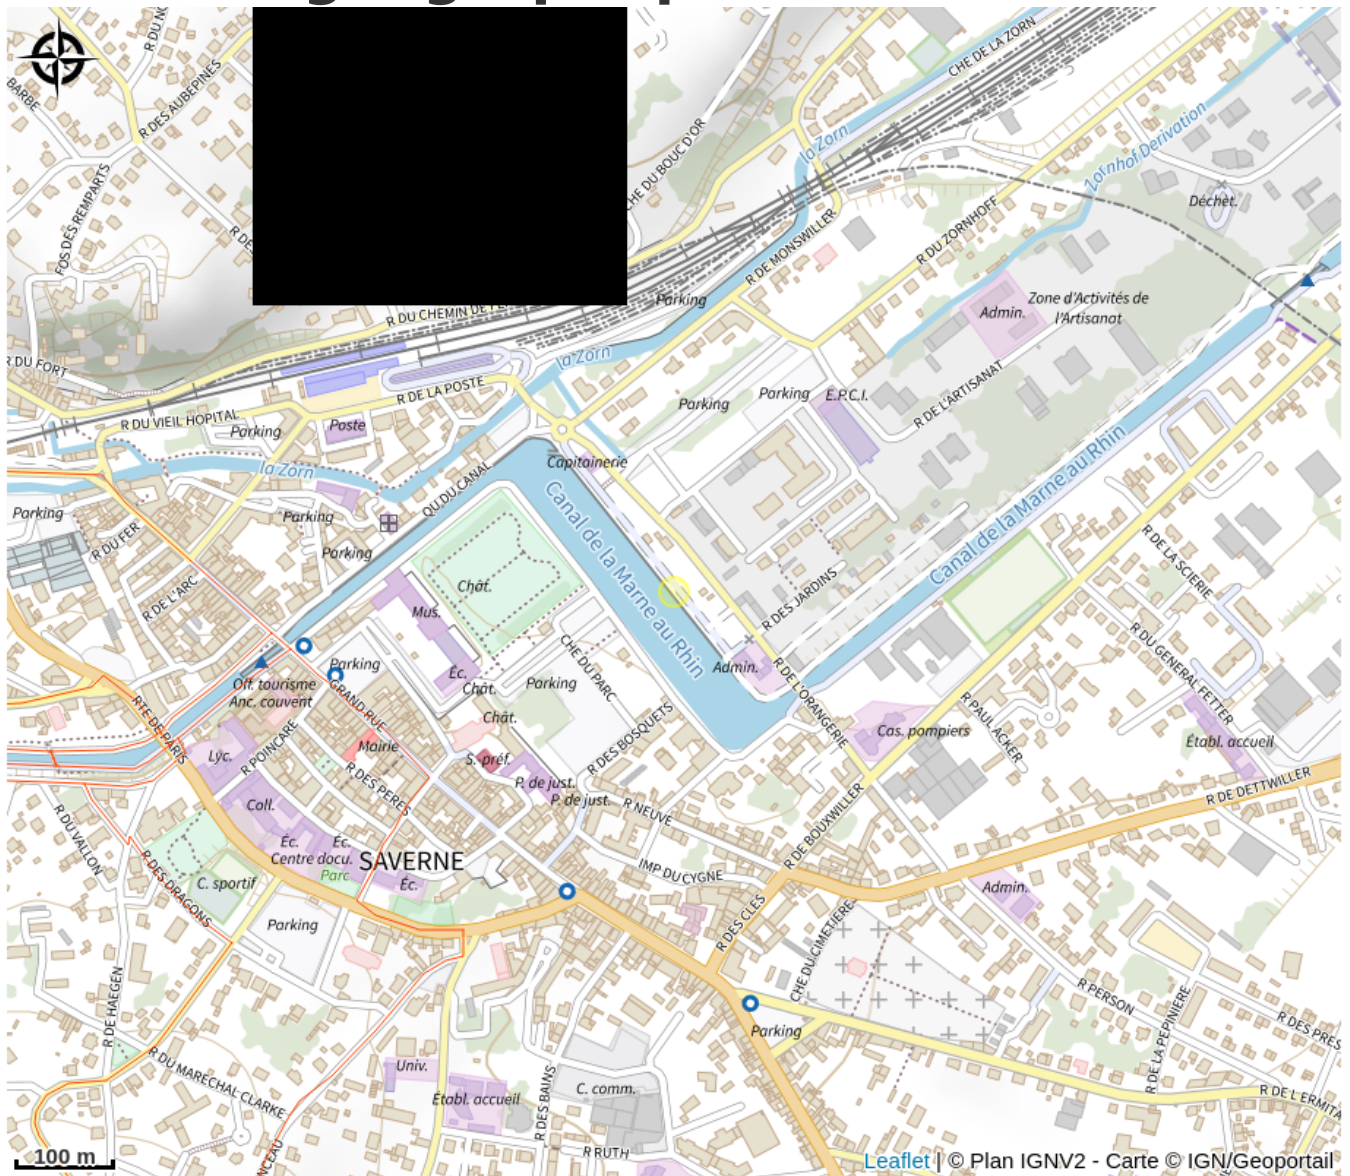 R DES AUBEPINES
BARBE
CHE DE LA ZORN
la Zorn
Zornhof Derivation
CHE DU BOUC D'OR
FOS DES REMPARTS
Déchet.
R DE MONSWILLER
R DU ZORNHOFF
Parking
Zone d'Activités de
l'Artisanat
Admin.
R DU CHEMIN DE
R DU FORT
la Zorn
R DE LA POSTE
Parking
E.P.C.I.
Parking
R DE L'ARTISANAT
R DU VIEIL HOPITAL
Parking
Poste
la Zorn
Capitainerie
QU DU CANAL
Parking
Parking
R DU FER
Parking
Canal de la Marne au Rhin
Canal de la Marne au Rhin
R DE LA SCIERIE
R DE L'ARC
Chât.
Mus.
R DES JARDINS
R DU GENERAL FETTER
CHE DU PARC
Parking
Éc.
Chât.
Parking
Admin.
R DE L'ORANGERIE
Off. tourisme
Anc. couvent
GRAND RUE
RTE DE PARIS
R PAUL ACKER
Chât.
Cas. pompiers
Établ. accueil
R DES BOSQUETS
Lyc.
R POINCARE
Mairie
S.-préf.
P. de just.
P. de just.
R DES PERES
R NEUVE
R DE DETTWILLER
R DE BOUXWILLER
Coll.
R DU VALLON
Éc.
Éc.
Centre docu.
SAVERNE
Parc
Éc.
IMP DU CYGNE
R DES DRAGONS
C. sportif
Admin.
R DES CLES
CHE DU CIMETIERE
Parking
R DE HAEGEN
R PERSON
R DE LA PEPINIERE
R DES PRES
Parking
R DU MARECHAL CLARKE
Univ.
Établ. accueil
R DES BAINS
C. comm.
R DE L'ERMITA
R RUTH
100 m
Leaflet | © Plan IGNV2 - Carte © IGN/Geoportail